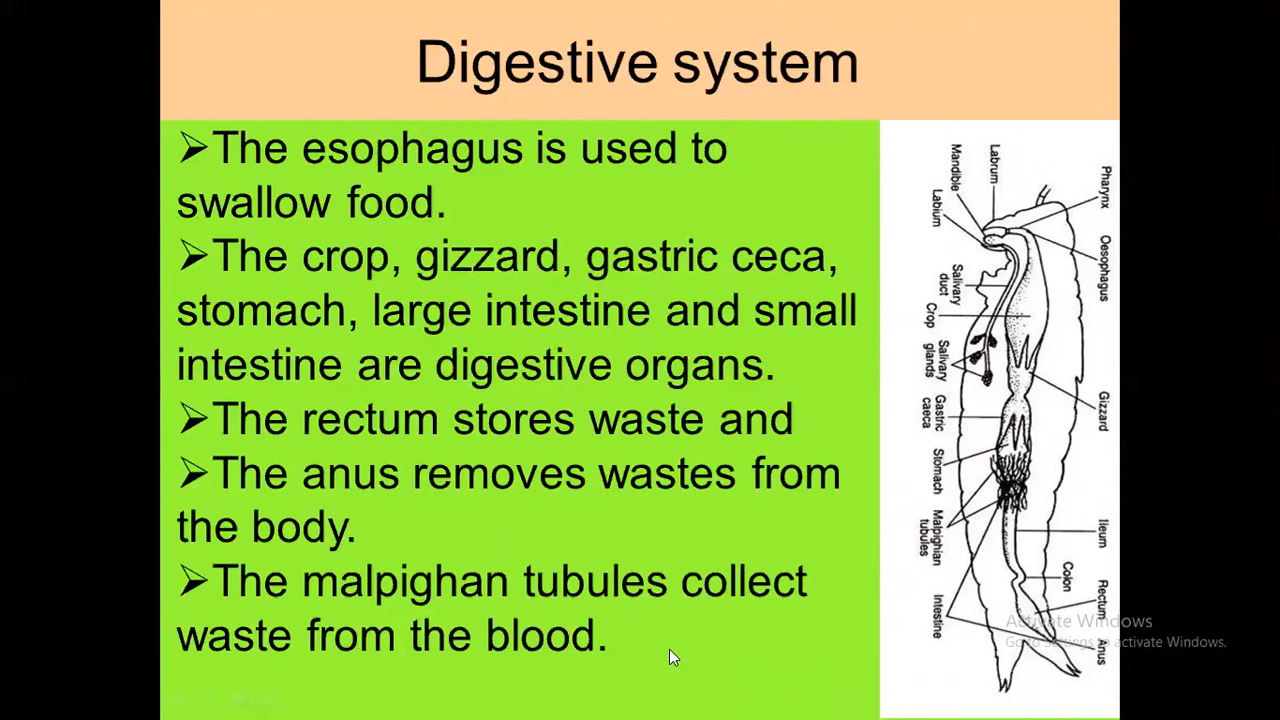 Digestive system
➢The esophagus is used to
swallow food.
➢The crop, gizzard, gastric ceca,
stomach, large intestine and small
intestine are digestive organs.
➢The rectum stores waste and
➢The anus removes wastes from
the body.
➢The malpighan tubules collect
waste from the blood.
Pharynx
Oesophagus
Gizzard
Ileum
Colon
Rectum
Anus
Labrum
Mandible
Labium
Salivary
duct
Crop
Salivary
glands
Gastric
caeca
Stomach
Malpighian
tubules
Intestine
Activate Windows
Go to Settings to activate Windows.